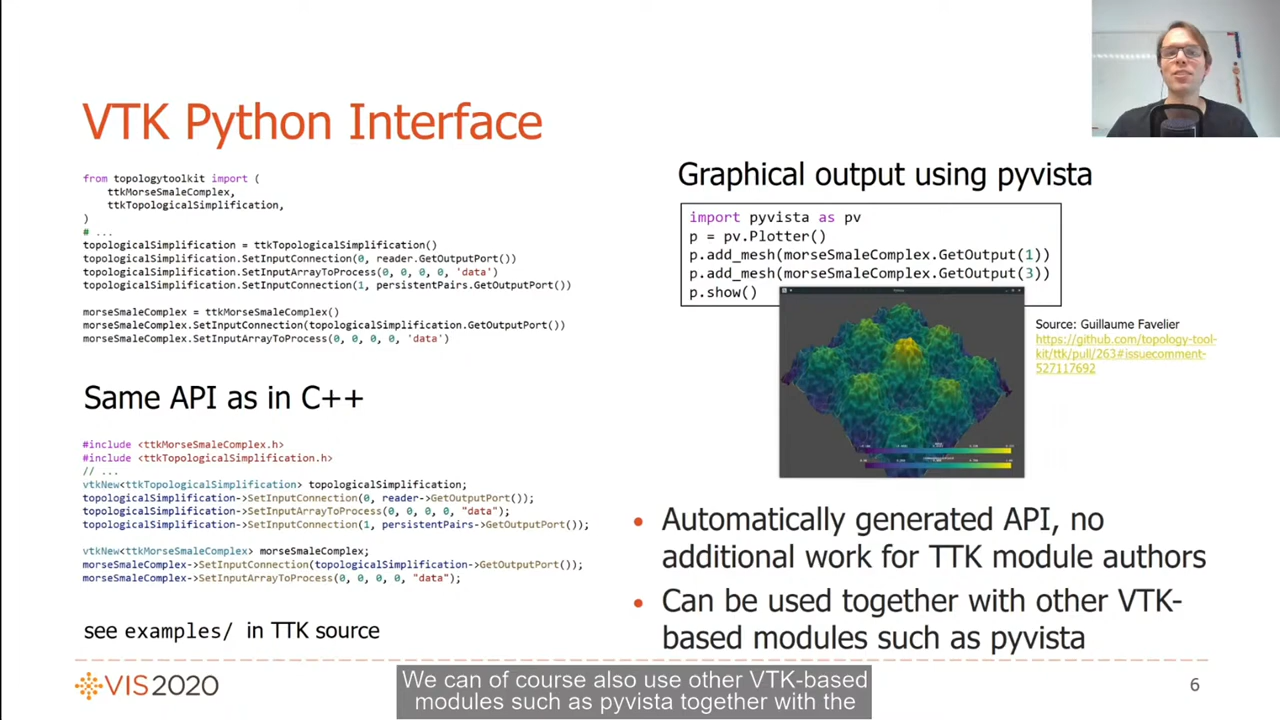 VTK Python Interface
from topologytoolkit import (
    ttkMorseSmaleComplex,
    ttkTopologicalSimplification,
)
# ...
topologicalSimplification = ttkTopologicalSimplification()
topologicalSimplification.SetInputConnection(0, reader.GetOutputPort())
topologicalSimplification.SetInputArrayToProcess(0, 0, 0, 0, 'data')
topologicalSimplification.SetInputConnection(1, persistentPairs.GetOutputPort())
morseSmaleComplex = ttkMorseSmaleComplex()
morseSmaleComplex.SetInputConnection(topologicalSimplification.GetOutputPort())
morseSmaleComplex.SetInputArrayToProcess(0, 0, 0, 0, 'data')
Same API as in C++
#include <ttkMorseSmaleComplex.h>
#include <ttkTopologicalSimplification.h>
// ...
vtkNew<ttkTopologicalSimplification> topologicalSimplification;
topologicalSimplification->SetInputConnection(0, reader->GetOutputPort());
topologicalSimplification->SetInputArrayToProcess(0, 0, 0, 0, "data");
topologicalSimplification->SetInputConnection(1, persistentPairs->GetOutputPort());
vtkNew<ttkMorseSmaleComplex> morseSmaleComplex;
morseSmaleComplex->SetInputConnection(topologicalSimplification->GetOutputPort());
morseSmaleComplex->SetInputArrayToProcess(0, 0, 0, 0, "data");
see examples/ in TTK source
Graphical output using pyvista
import pyvista as pv
p = pv.Plotter()
p.add_mesh(morseSmaleComplex.GetOutput(1))
p.add_mesh(morseSmaleComplex.GetOutput(3))
p.show()
Source: Guillaume Favelier
https://github.com/topology-tool-
kit/ttk/pull/263#issuecomment-
527117692
• Automatically generated API, no
additional work for TTK module authors
• Can be used together with other VTK-
based modules such as pyvista
VIS2020
We can of course also use other VTK-based
modules such as pyvista together with the
6